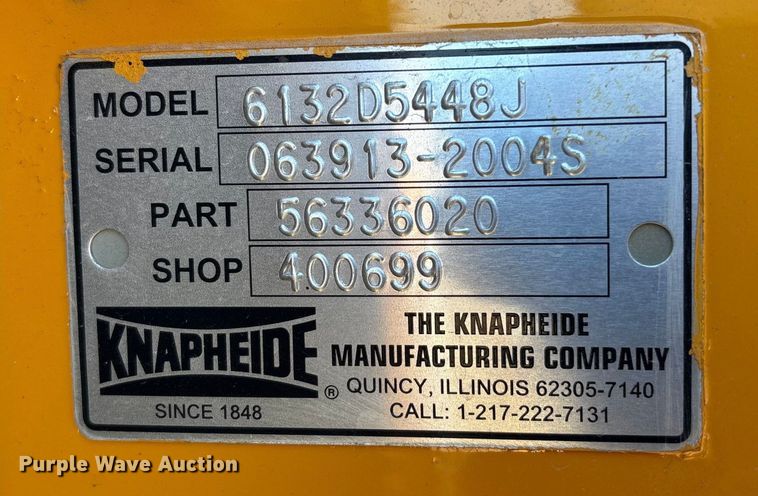 MODEL 6132D5448J
SERIAL 063913-2004S
PART 56336020
SHOP 400699
KNAPHEIDE ®
SINCE 1848
THE KNAPHEIDE
MANUFACTURING COMPANY
QUINCY, ILLINOIS 62305-7140
CALL: 1-217-222-7131
Purple Wave Auction